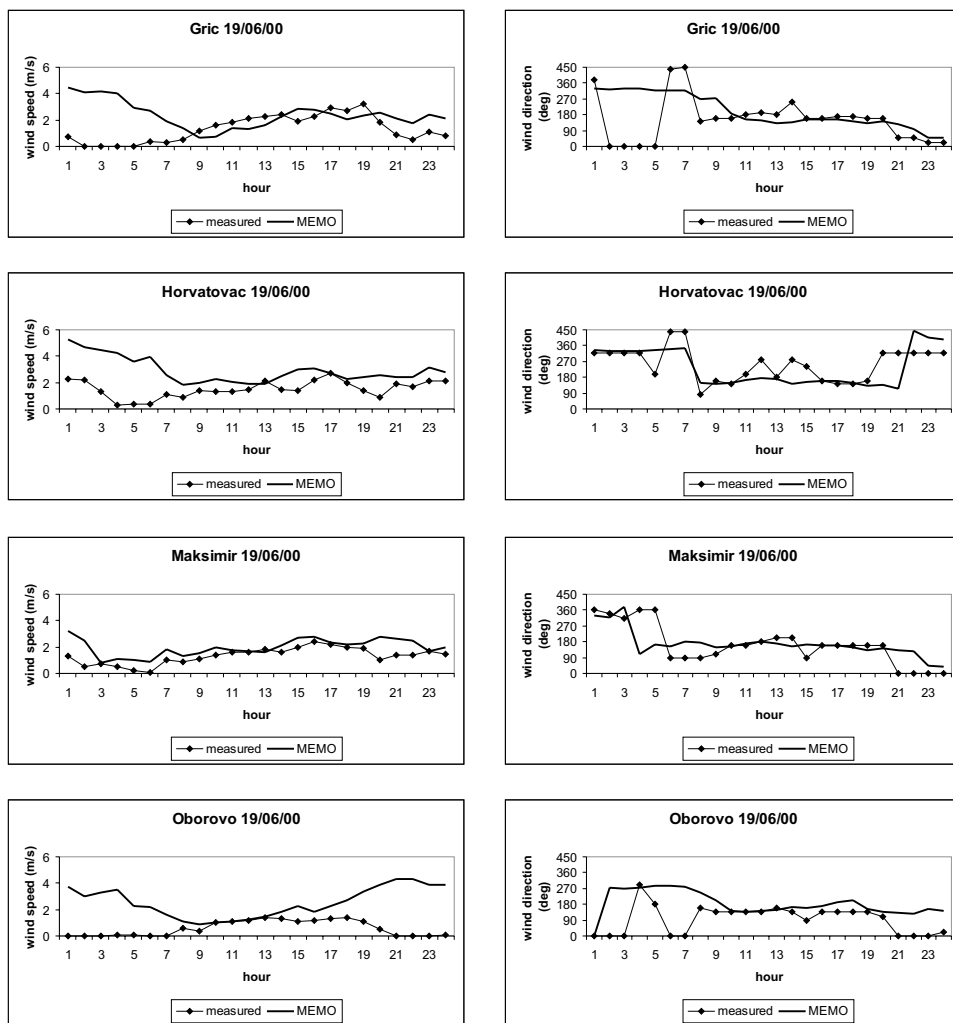 Gric 19/06/00
wind speed (m/s)
6
4
2
0
1 3 5 7 9 11 13 15 17 19 21 23
hour
measured MEMO
Gric 19/06/00
wind direction
(deg)
450
360
270
180
90
0
1 3 5 7 9 11 13 15 17 19 21 23
hour
measured MEMO
Horvatovac 19/06/00
wind speed (m/s)
6
4
2
0
1 3 5 7 9 11 13 15 17 19 21 23
hour
measured MEMO
Horvatovac 19/06/00
wind direction
(deg)
450
360
270
180
90
0
1 3 5 7 9 11 13 15 17 19 21 23
hour
measured MEMO
Maksimir 19/06/00
wind speed (m/s)
6
4
2
0
1 3 5 7 9 11 13 15 17 19 21 23
hour
measured MEMO
Maksimir 19/06/00
wind direction
(deg)
450
360
270
180
90
0
1 3 5 7 9 11 13 15 17 19 21 23
hour
measured MEMO
Oborovo 19/06/00
wind speed (m/s)
6
4
2
0
1 3 5 7 9 11 13 15 17 19 21 23
hour
measured MEMO
Oborovo 19/06/00
wind direction
(deg)
450
360
270
180
90
0
1 3 5 7 9 11 13 15 17 19 21 23
hour
measured MEMO